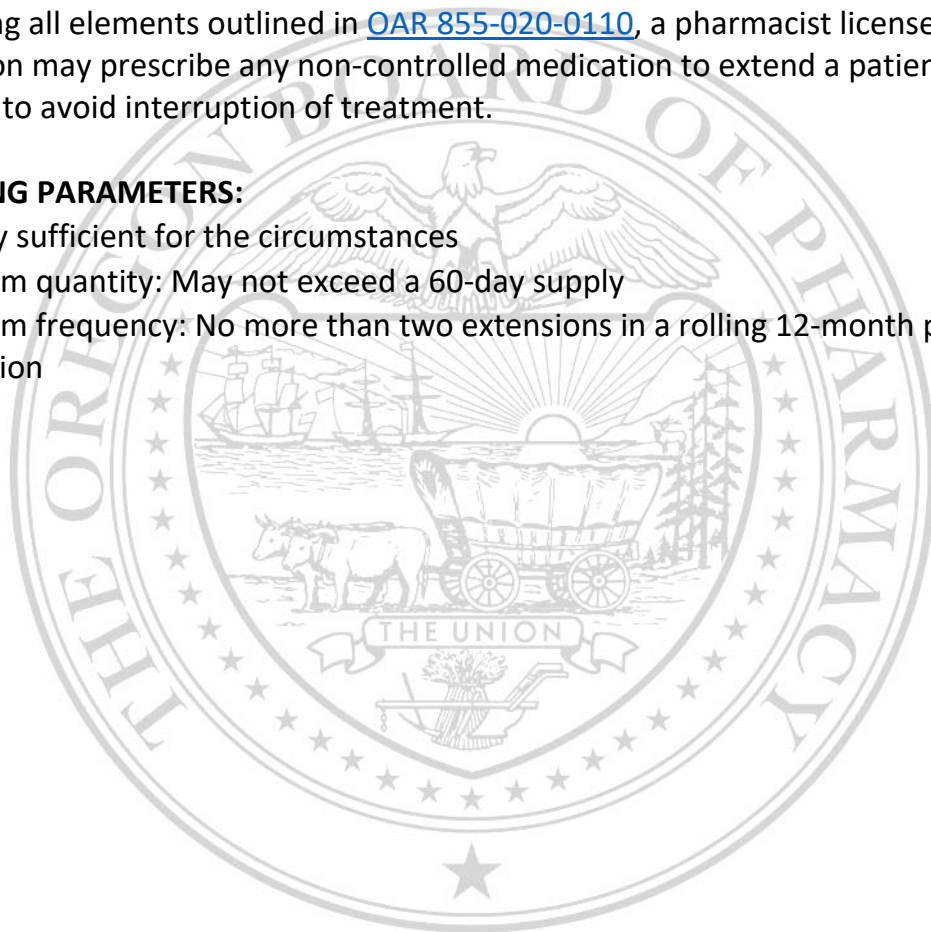 ng all elements outlined in OAR 855-020-0110, a pharmacist license
on may prescribe any non-controlled medication to extend a patien
to avoid interruption of treatment.
NG PARAMETERS:
y sufficient for the circumstances
m quantity: May not exceed a 60-day supply
m frequency: No more than two extensions in a rolling 12-month p
ion
THE OREGON BOARD OF PHARMACY
THE UNION